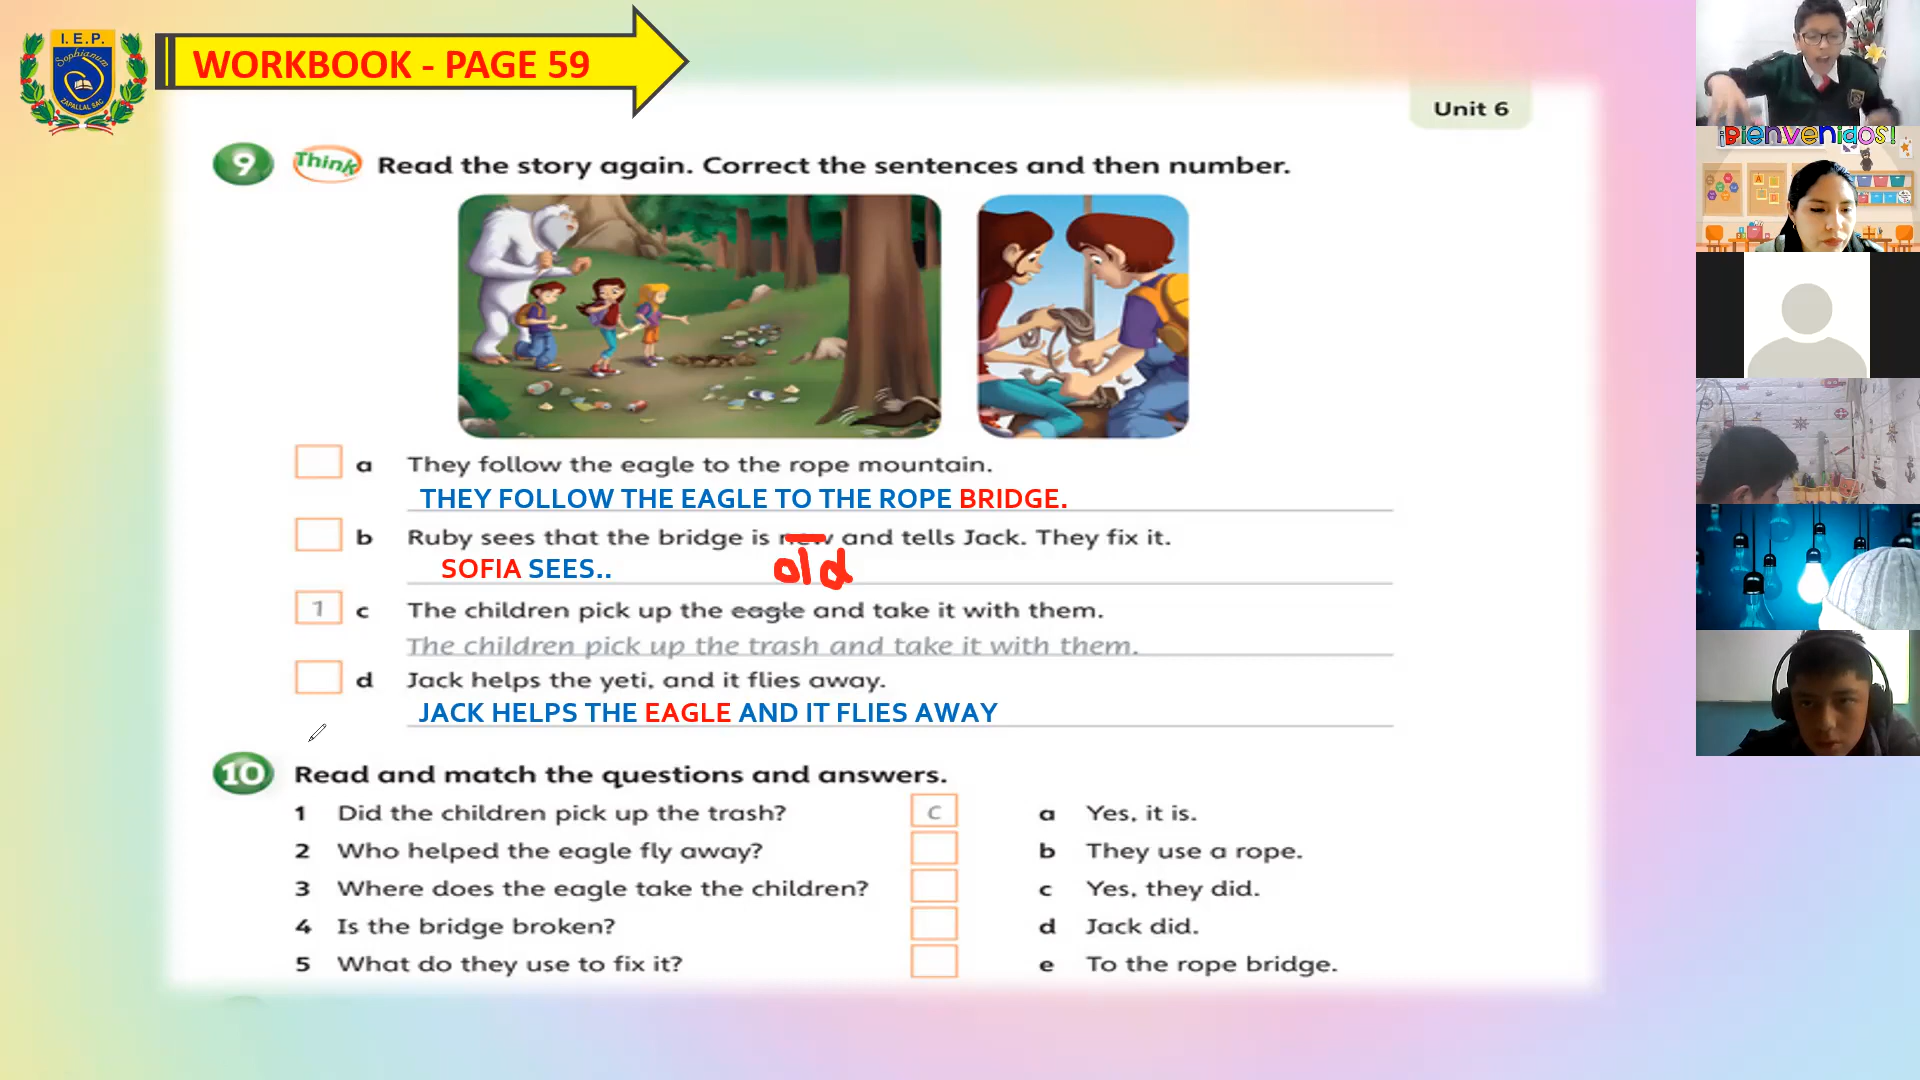 I.E.P.
Sophianum
ZAPALLAL SAC
WORKBOOK - PAGE 59
Unit 6
9 Think Read the story again. Correct the sentences and then number.
a They follow the eagle to the rope mountain.
THEY FOLLOW THE EAGLE TO THE ROPE BRIDGE.
b Ruby sees that the bridge is new and tells Jack. They fix it.
SOFIA SEES.. old
1 c The children pick up the eagle and take it with them.
The children pick up the trash and take it with them.
d Jack helps the yeti, and it flies away.
JACK HELPS THE EAGLE AND IT FLIES AWAY
10 Read and match the questions and answers.
1 Did the children pick up the trash? c a Yes, it is.
2 Who helped the eagle fly away? b They use a rope.
3 Where does the eagle take the children? c Yes, they did.
4 Is the bridge broken? d Jack did.
5 What do they use to fix it? e To the rope bridge.
¡Bienvenidos!